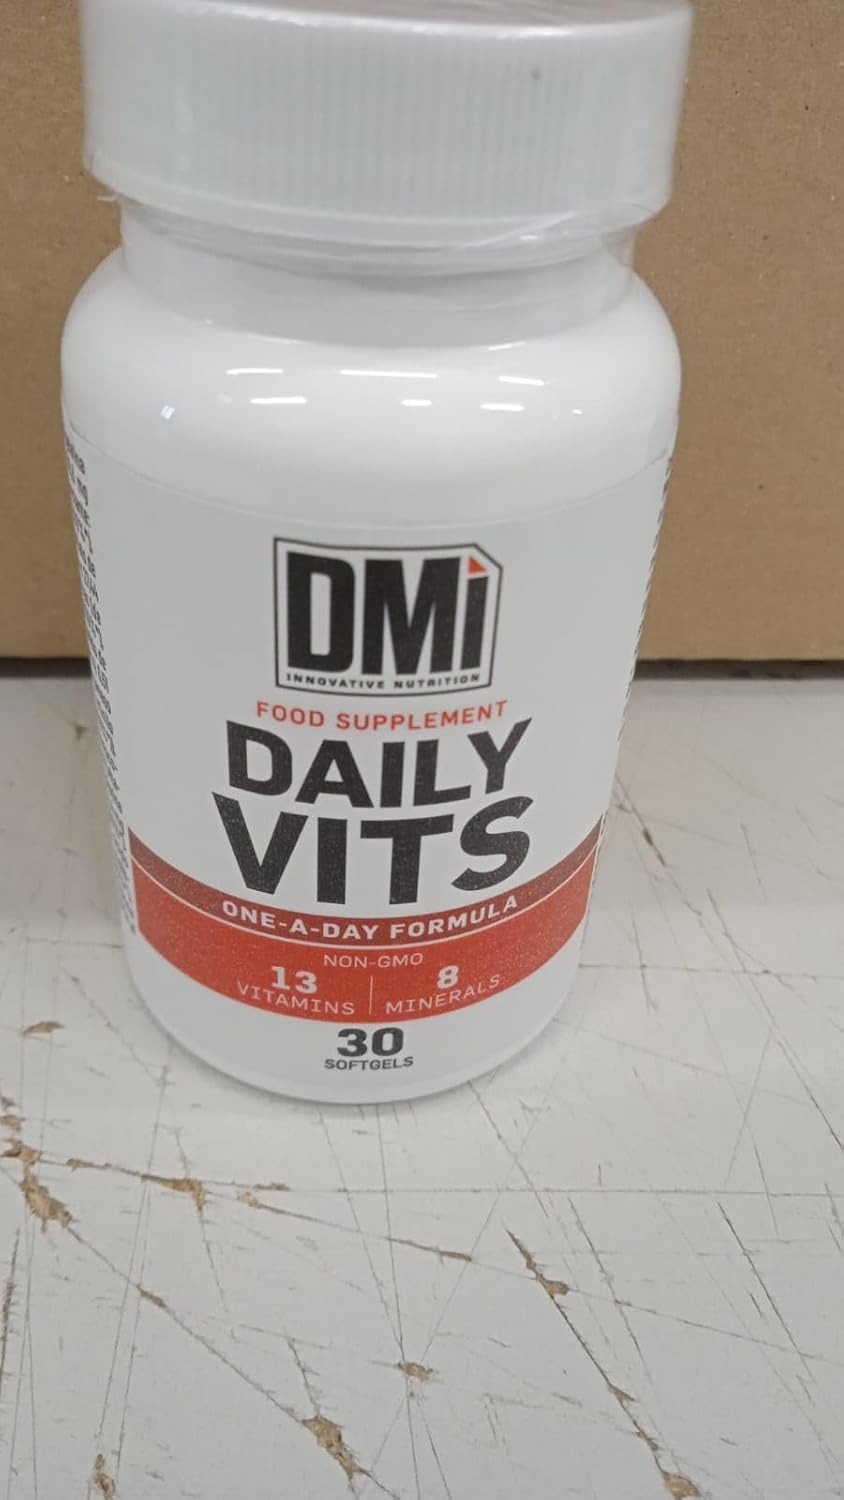 DMi
INNOVATIVE NUTRITION
FOOD SUPPLEMENT
DAILY
VITS
ONE-A-DAY FORMULA
NON-GMO
13 8
VITAMINS MINERALS
30
SOFTGELS